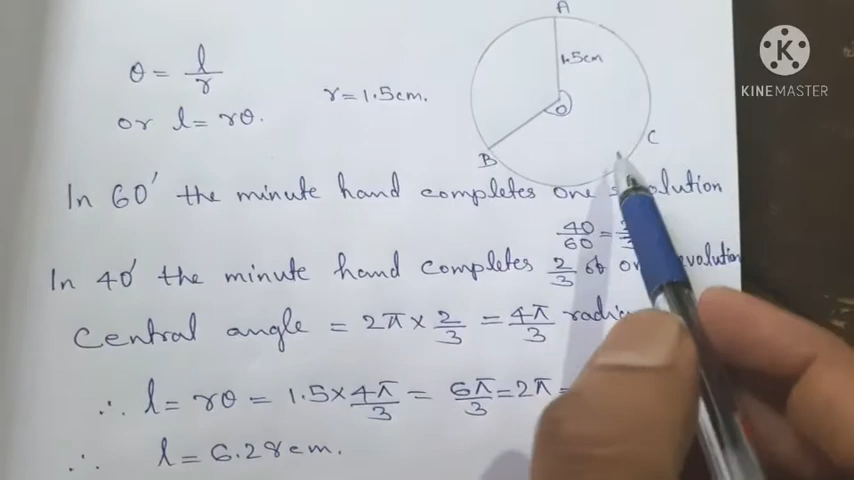 A
θ = l/r
1.5cm
r = 1.5cm.
K
KINEMASTER
or l = rθ.
O
C
B
In 60' the minute hand completes one
40/60 =
In 40' the minute hand completes 2/3 of
Central angle = 2π × 2/3 = 4π/3
∴ l = rθ = 1.5 × 4π/3 = 6π/3 = 2π =
∴ l = 6.28cm.